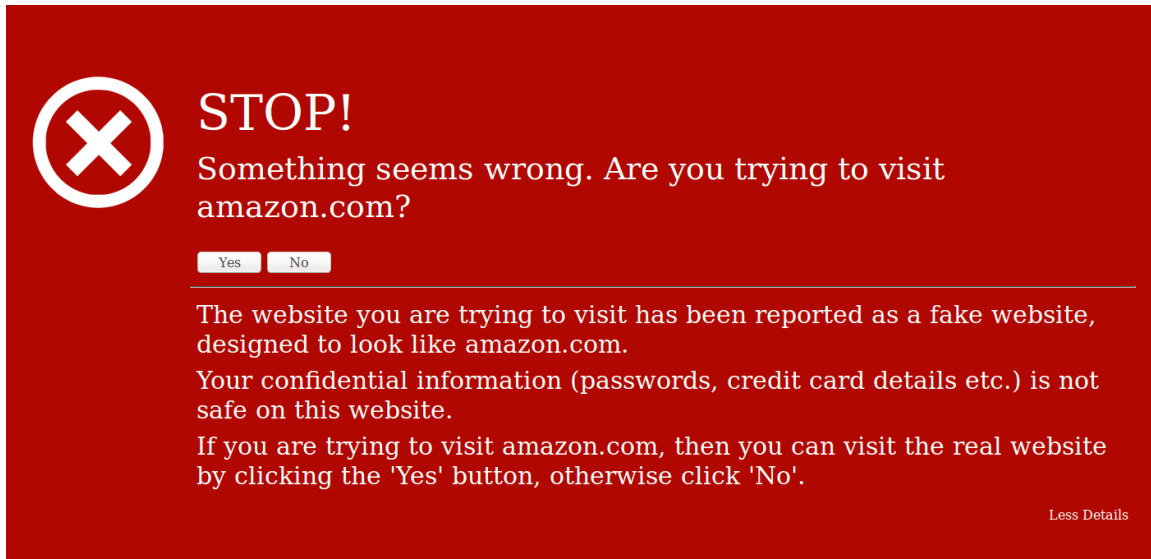 STOP!
Something seems wrong. Are you trying to visit
amazon.com?
Yes No
The website you are trying to visit has been reported as a fake website,
designed to look like amazon.com.
Your confidential information (passwords, credit card details etc.) is not
safe on this website.
If you are trying to visit amazon.com, then you can visit the real website
by clicking the 'Yes' button, otherwise click 'No'.
Less Details